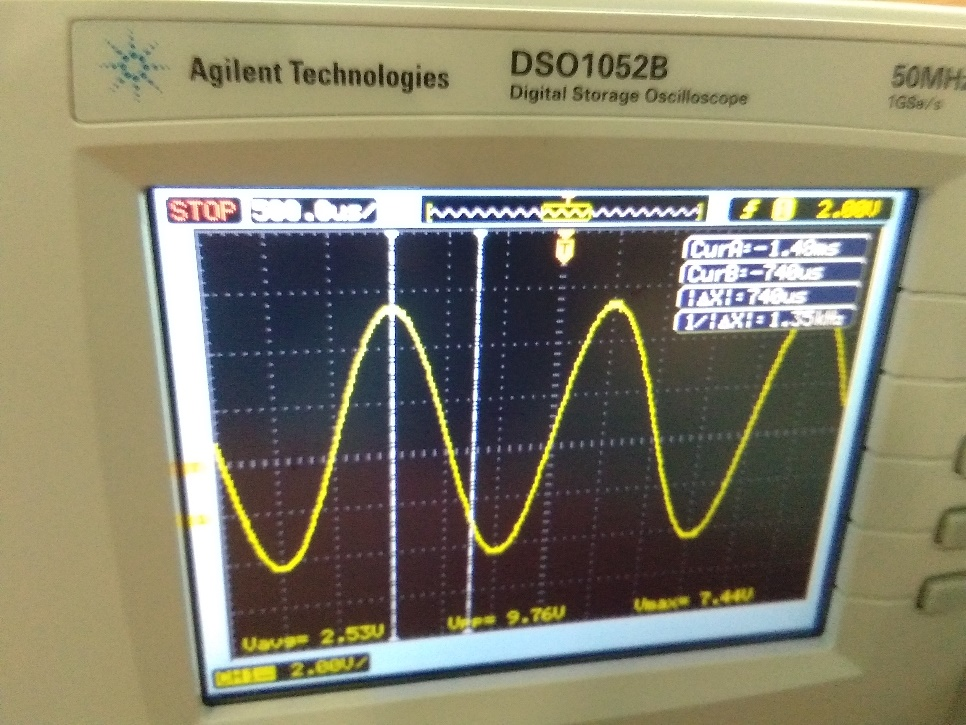 Agilent Technologies
DSO1052B
Digital Storage Oscilloscope
50MHz
1GSa/s
STOP 500.0us/ 2.00V
CurA=-1.48ms
CurB=-740us
|ΔX|=740us
1/|ΔX|=1.35kHz
Vavg= 2.53V Vpp= 9.76V Vmax= 7.44V
2.00V/